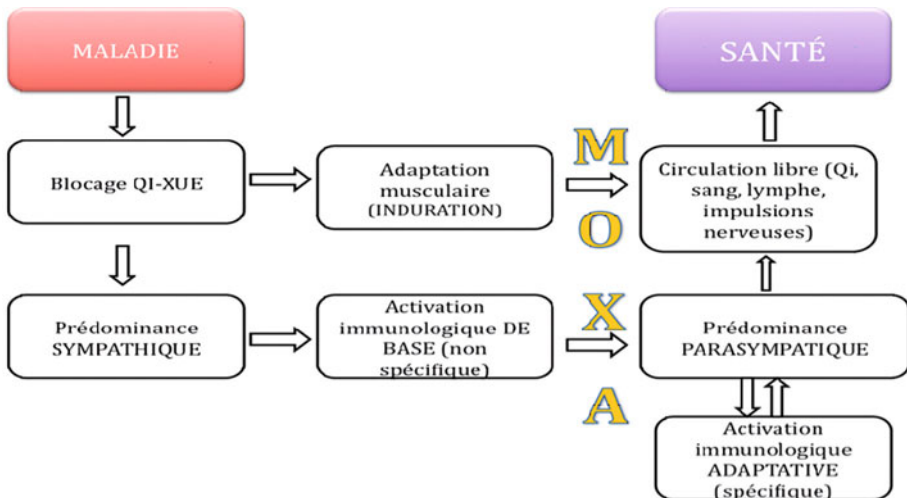 MALADIE
SANTÉ
Blocage QI-XUE
Adaptation
musculaire
(INDURATION)
M
O
X
A
Circulation libre (Qi,
sang, lymphe,
impulsions
nerveuses)
Prédominance
SYMPATHIQUE
Activation
immunologique DE
BASE (non
spécifique)
Prédominance
PARASYMPATIQUE
Activation
immunologique
ADAPTATIVE
(spécifique)